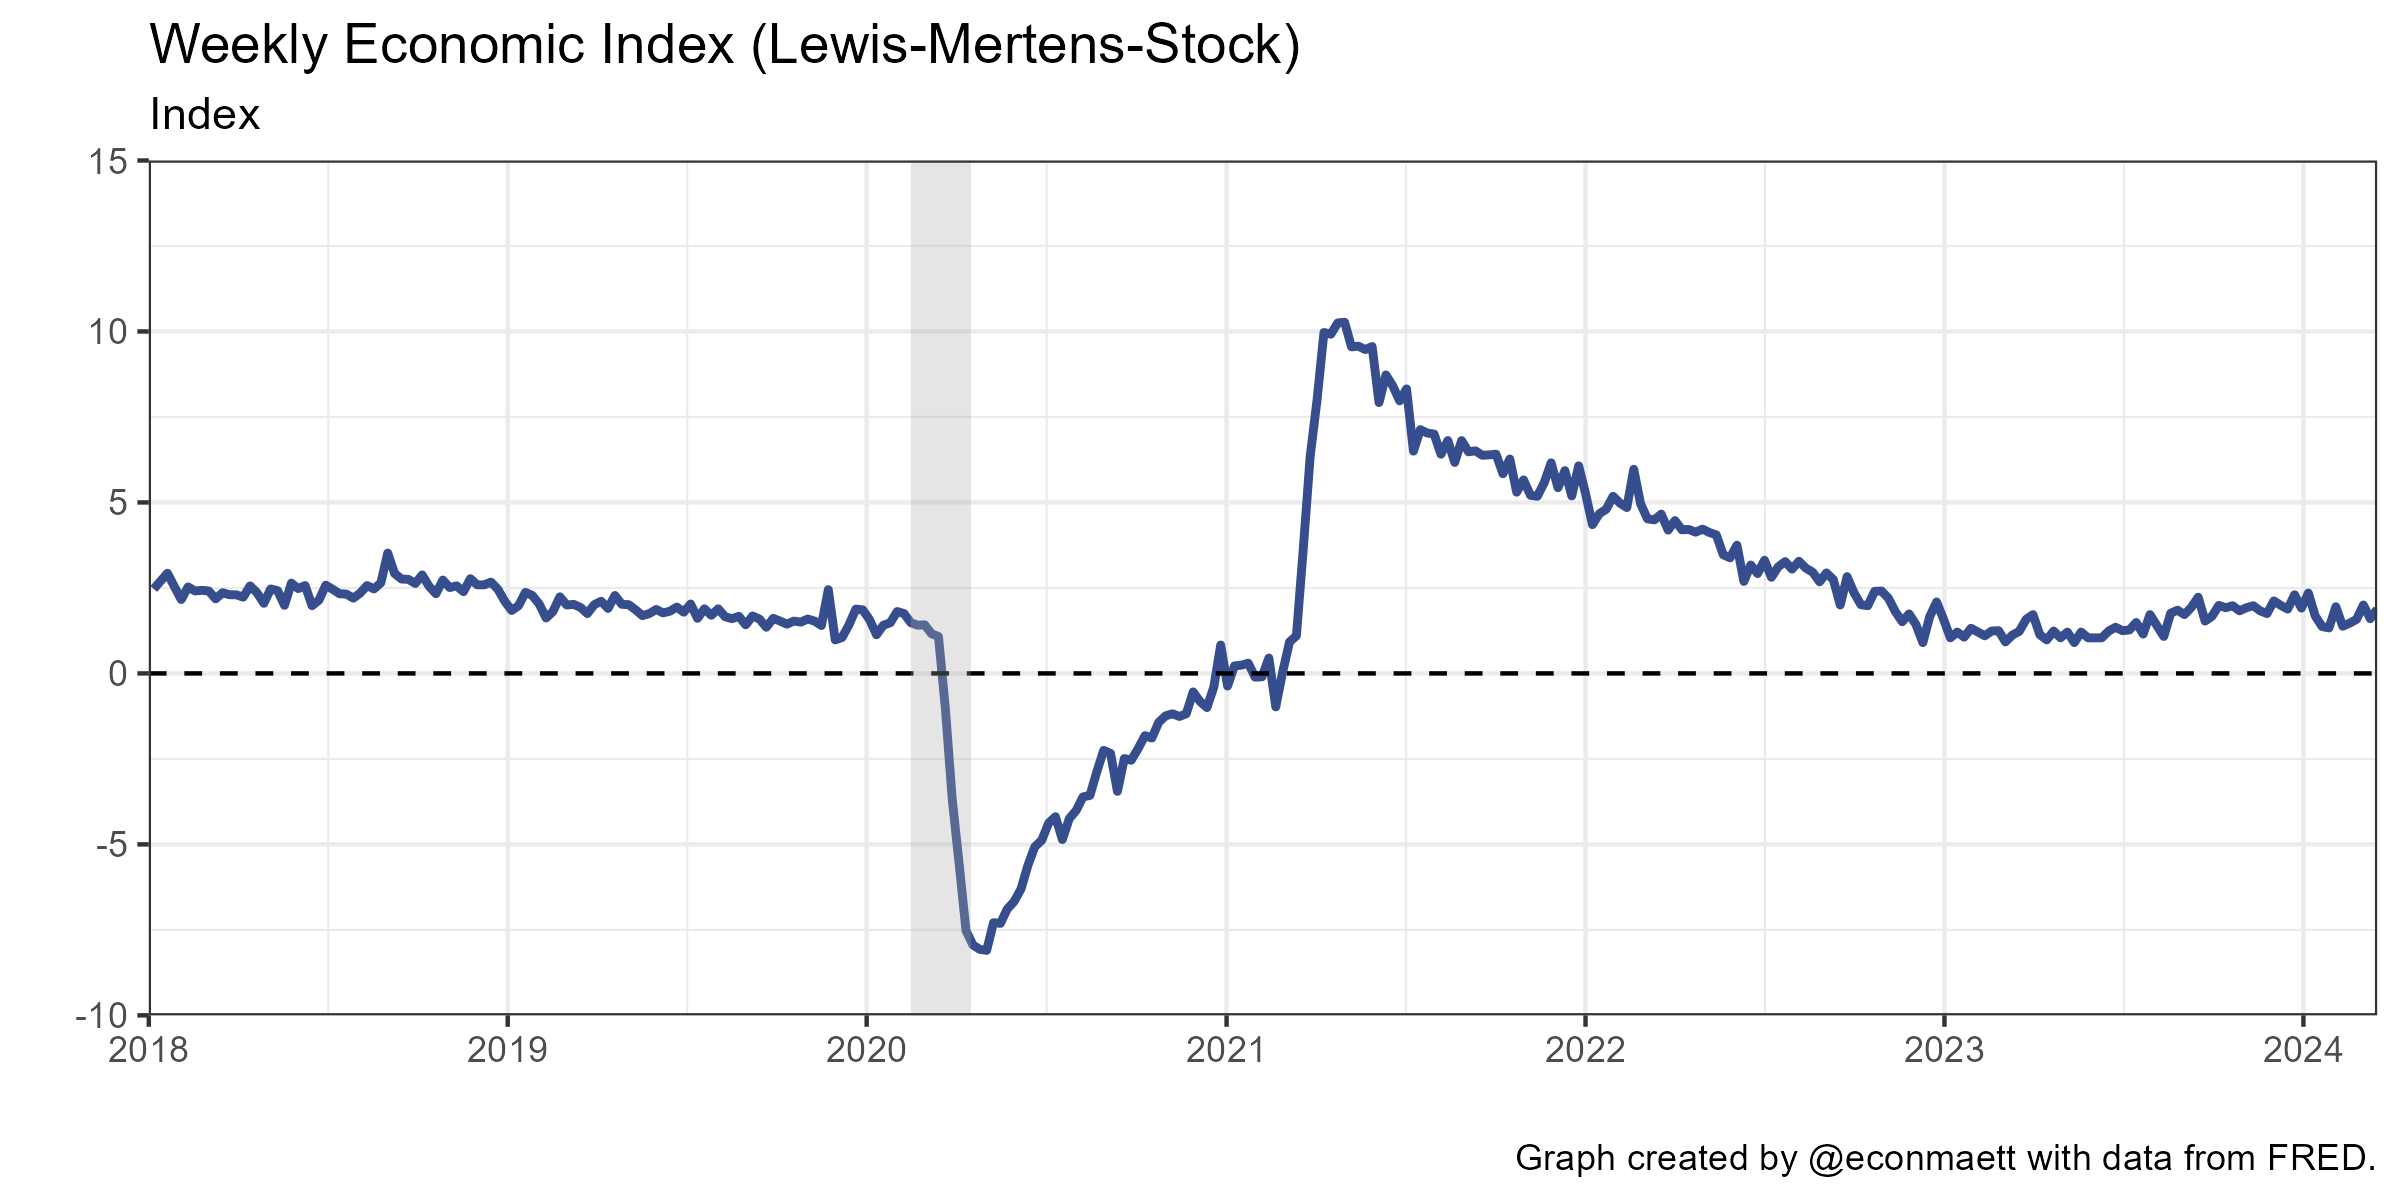 Weekly Economic Index (Lewis-Mertens-Stock)
Index
15
10
5
0
-5
-10
2018 2019 2020 2021 2022 2023 2024
Graph created by @econmaett with data from FRED.